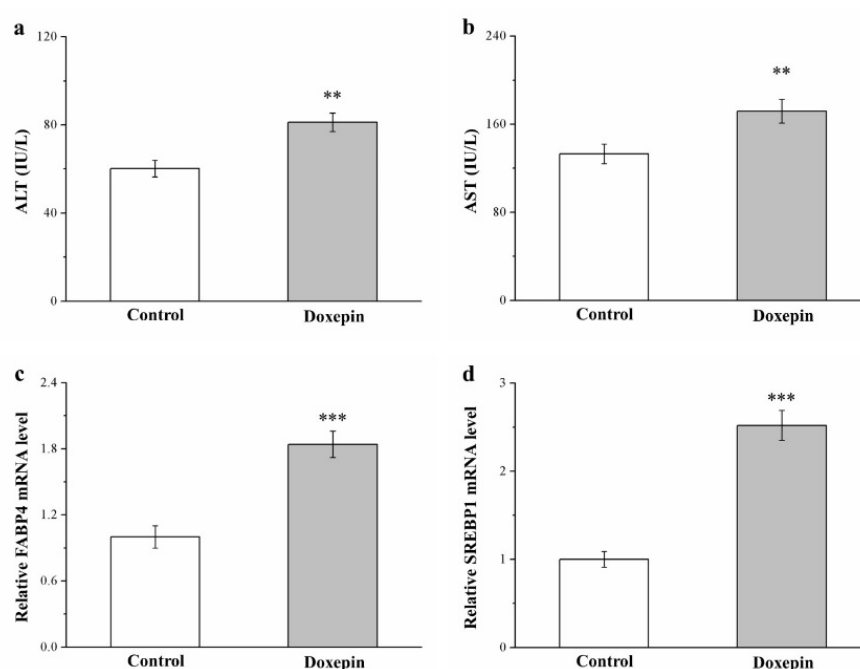 a
ALT (IU/L)
120
80
40
0
**
Control
Doxepin
b
AST (IU/L)
240
160
80
0
**
Control
Doxepin
c
Relative FABP4 mRNA level
2.4
1.8
1.2
0.6
0.0
***
Control
Doxepin
d
Relative SREBP1 mRNA level
3
2
1
0
***
Control
Doxepin